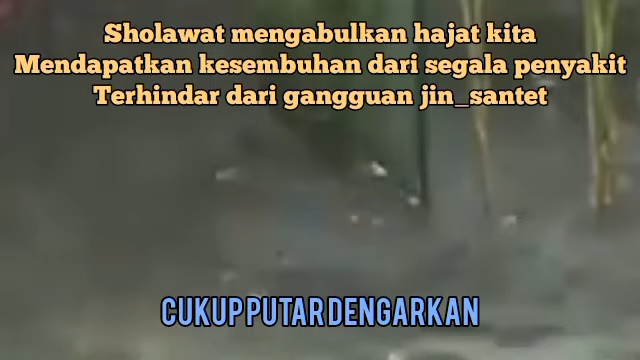 Sholawat mengabulkan hajat kita
Mendapatkan kesembuhan dari segala penyakit
Terhindar dari gangguan jin_santet
CUKUP PUTAR DENGARKAN